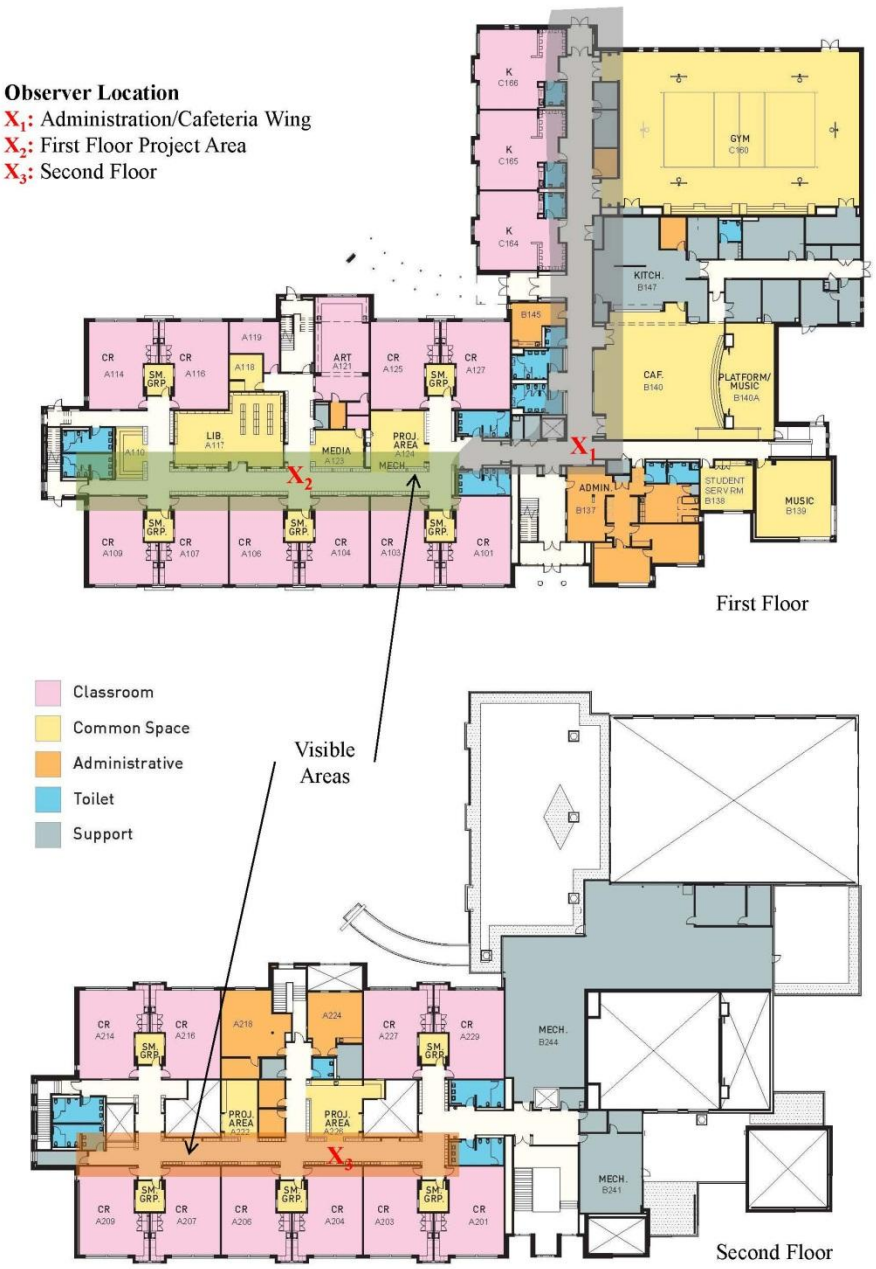 Observer Location
X1: Administration/Cafeteria Wing
X2: First Floor Project Area
X3: Second Floor
K
C166
K
C165
K
C164
GYM
C160
KITCH.
B147
B145
CAF.
B140
PLATFORM/
MUSIC
B140A
CR
A114
SM.
GRP.
CR
A116
A119
A118
ART
A121
CR
A125
SM.
GRP.
CR
A127
LIB.
A117
A110
MEDIA
A123
PROJ.
AREA
A124
MECH.
X1
X2
ADMIN.
B137
STUDENT
SERV RM
B138
MUSIC
B139
CR
A109
SM.
GRP.
CR
A107
CR
A106
SM.
GRP.
CR
A104
CR
A103
SM.
GRP.
CR
A101
First Floor
Classroom
Common Space
Administrative
Toilet
Support
Visible
Areas
CR
A214
SM.
GRP.
CR
A216
A218
A224
CR
A227
SM.
GRP.
CR
A229
MECH.
B244
PROJ.
AREA
A222
PROJ.
AREA
A226
X3
MECH.
B241
CR
A209
SM.
GRP.
CR
A207
CR
A206
SM.
GRP.
CR
A204
CR
A203
SM.
GRP.
CR
A201
Second Floor